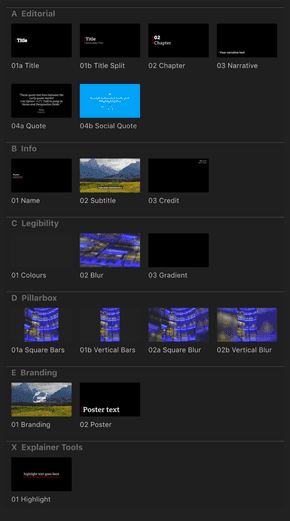 A Editorial
Title
Title
02
Chapter
01a Title
01b Title Split
02 Chapter
03 Narrative
04a Quote
04b Social Quote
B Info
01 Name
02 Subtitle
03 Credit
C Legibility
01 Colours
02 Blur
03 Gradient
D Pillarbox
01a Square Bars
01b Vertical Bars
02a Square Blur
02b Vertical Blur
E Branding
Poster text
01 Branding
02 Poster
X Explainer Tools
highlight text goes here
01 Highlight